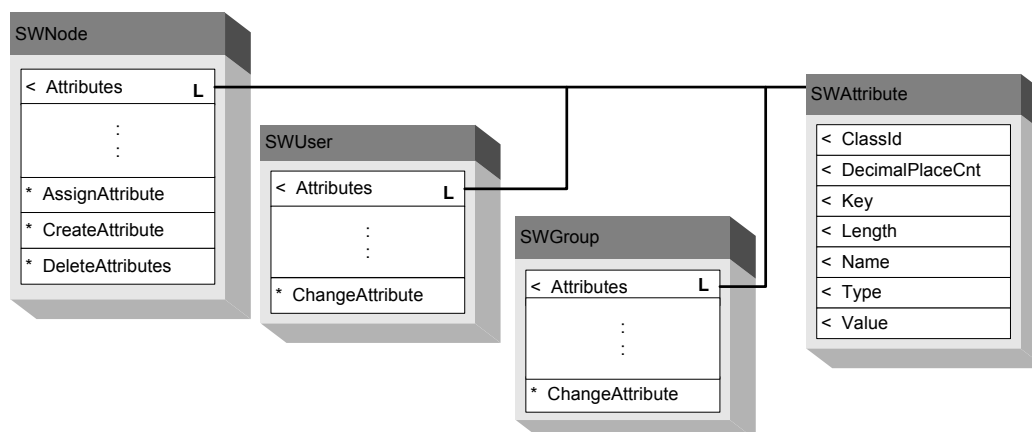 SWNode
< Attributes L
:
:
* AssignAttribute
* CreateAttribute
* DeleteAttributes
SWUser
< Attributes L
:
:
* ChangeAttribute
SWGroup
< Attributes L
:
:
* ChangeAttribute
SWAttribute
< ClassId
< DecimalPlaceCnt
< Key
< Length
< Name
< Type
< Value